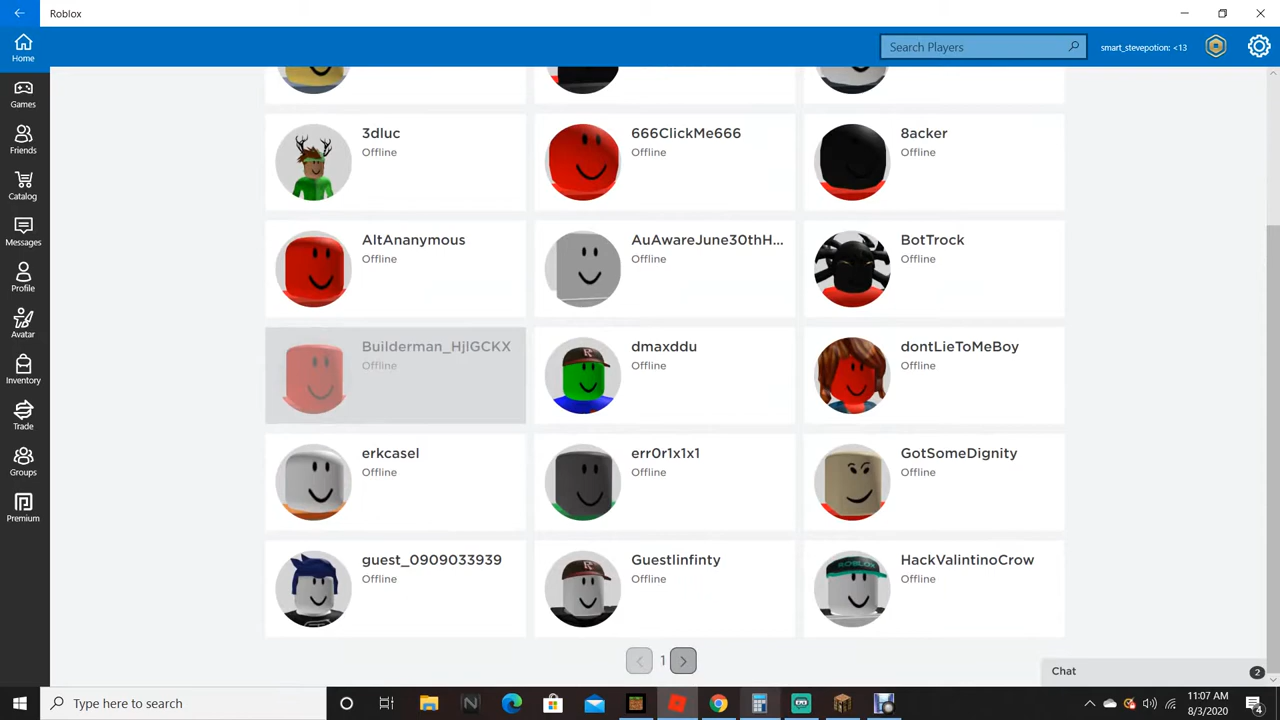 Roblox
Home
Search Players
smart_stevepotion: <13
Games
Friends
Catalog
Messages
Profile
Avatar
Inventory
Trade
Groups
Premium
3dluc
Offline
666ClickMe666
Offline
8acker
Offline
AltAnanymous
Offline
AuAwareJune30thH...
Offline
BotTrock
Offline
Builderman_HjlGCKX
Offline
dmaxddu
Offline
dontLieToMeBoy
Offline
erkcasel
Offline
err0r1x1x1
Offline
GotSomeDignity
Offline
guest_0909033939
Offline
Guestlinfinty
Offline
HackValintinoCrow
Offline
ROBLOX
1
Chat
2
Type here to search
11:07 AM
8/3/2020
4